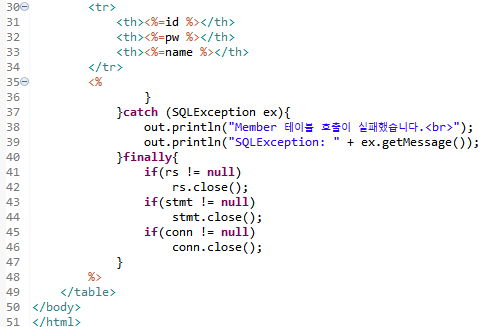 30 <tr>
31 <th><%=id %></th>
32 <th><%=pw %></th>
33 <th><%=name %></th>
34 </tr>
35 <%
36 }
37 }catch (SQLException ex){
38 out.println("Member 테이블 호출이 실패했습니다.<br>");
39 out.println("SQLException: " + ex.getMessage());
40 }finally{
41 if(rs != null)
42 rs.close();
43 if(stmt != null)
44 stmt.close();
45 if(conn != null)
46 conn.close();
47 }
48 %>
49 </table>
50 </body>
51 </html>